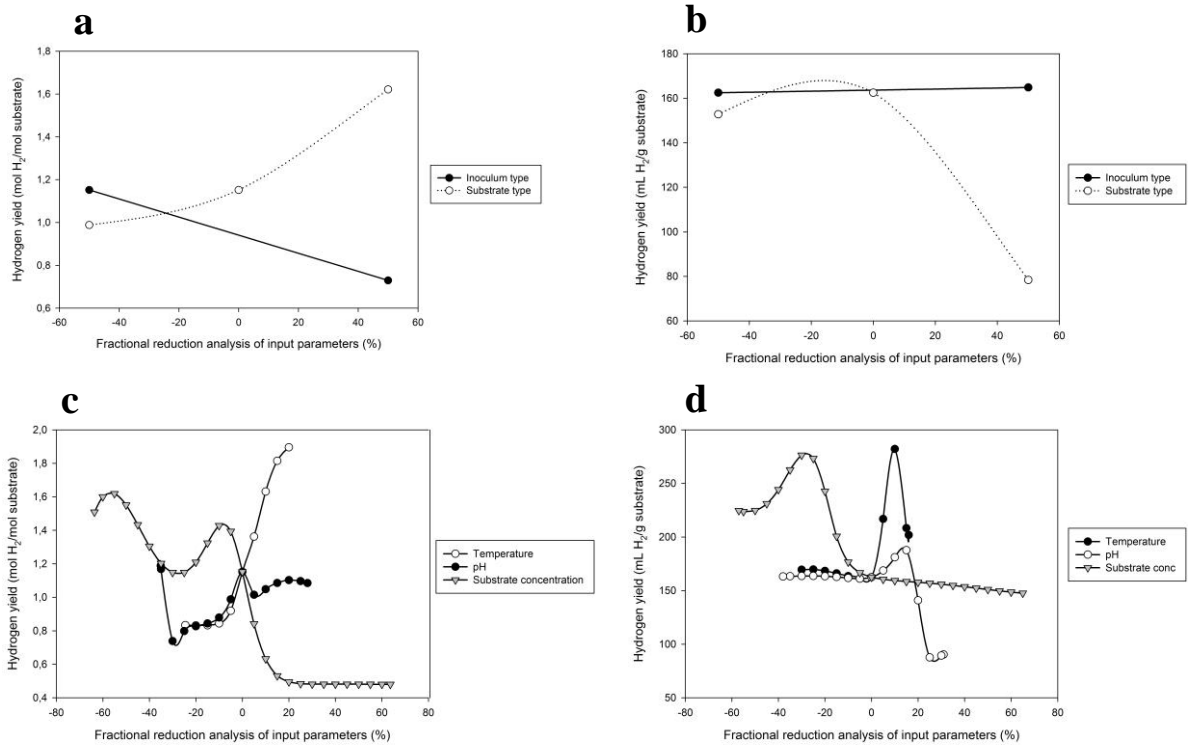 a
1,8
1,6
1,4
1,2
1,0
0,8
0,6
-60 -40 -20 0 20 40 60
Hydrogen yield (mol H2/mol substrate)
Fractional reduction analysis of input parameters (%)
Inoculum type
Substrate type
b
180
160
140
120
100
80
60
-60 -40 -20 0 20 40 60
Hydrogen yield (mL H2/g substrate)
Fractional reduction analysis of input parameters (%)
Inoculum type
Substrate type
c
2,0
1,8
1,6
1,4
1,2
1,0
0,8
0,6
0,4
-80 -60 -40 -20 0 20 40 60 80
Hydrogen yield (mol H2/mol substrate)
Fractional reduction analysis of input parameters (%)
Temperature
pH
Substrate concentration
d
300
250
200
150
100
50
-80 -60 -40 -20 0 20 40 60 80
Hydrogen yield (mL H2/g substrate)
Fractional reduction analysis of input parameters (%)
Temperature
pH
Substrate conc